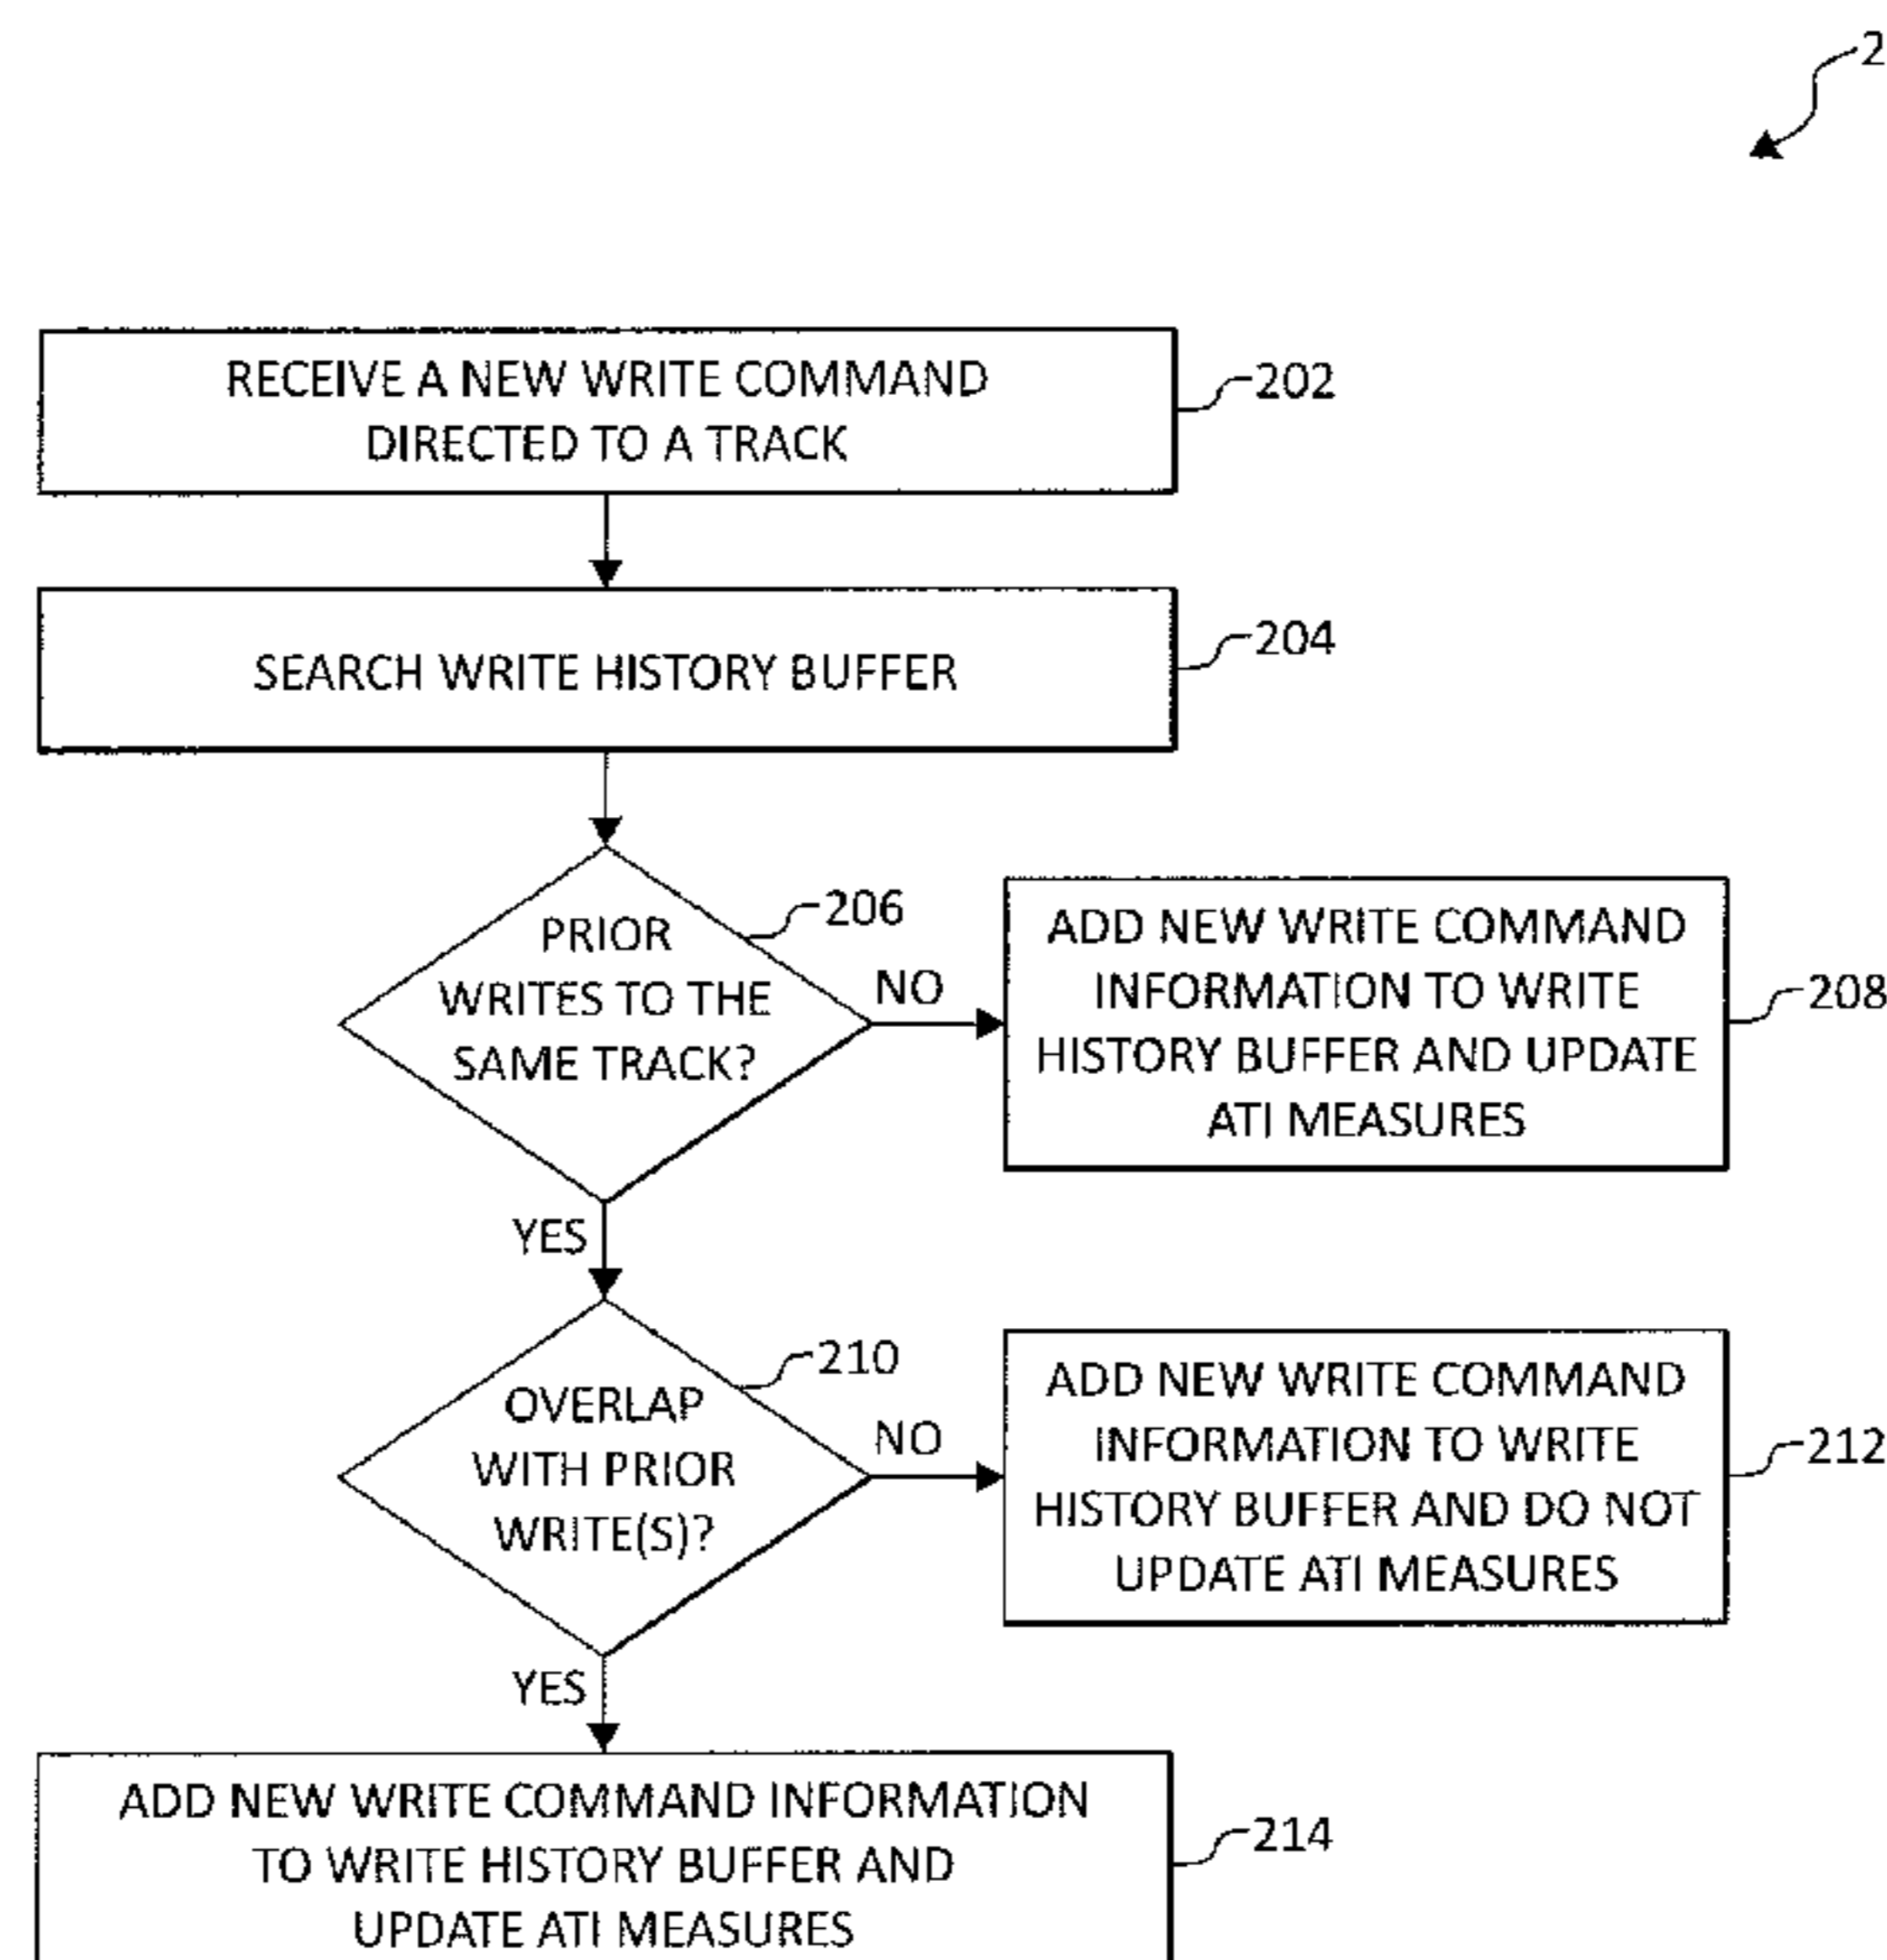 2
RECEIVE A NEW WRITE COMMAND
DIRECTED TO A TRACK
202
SEARCH WRITE HISTORY BUFFER
204
PRIOR
WRITES TO THE
SAME TRACK?
206
NO
ADD NEW WRITE COMMAND
INFORMATION TO WRITE
HISTORY BUFFER AND UPDATE
ATI MEASURES
208
YES
OVERLAP
WITH PRIOR
WRITE(S)?
210
NO
ADD NEW WRITE COMMAND
INFORMATION TO WRITE
HISTORY BUFFER AND DO NOT
UPDATE ATI MEASURES
212
YES
ADD NEW WRITE COMMAND INFORMATION
TO WRITE HISTORY BUFFER AND
UPDATE ATI MEASURES
214